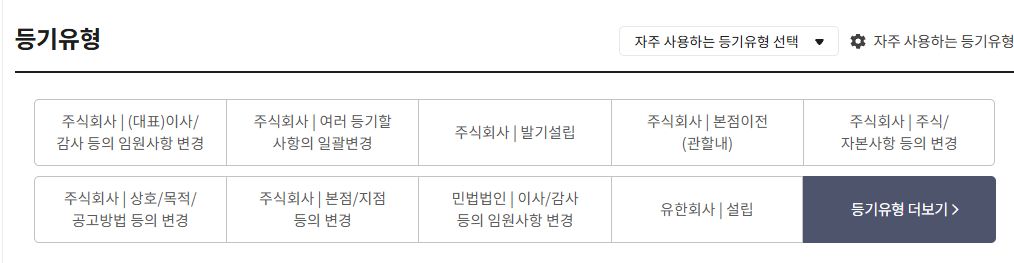 등기유형
자주 사용하는 등기유형 선택
자주 사용하는 등기유형
주식회사 | (대표)이사/
감사 등의 임원사항 변경
주식회사 | 여러 등기할
사항의 일괄변경
주식회사 | 발기설립
주식회사 | 본점이전
(관할내)
주식회사 | 주식/
자본사항 등의 변경
주식회사 | 상호/목적/
공고방법 등의 변경
주식회사 | 본점/지점
등의 변경
민법법인 | 이사/감사
등의 임원사항 변경
유한회사 | 설립
등기유형 더보기 >